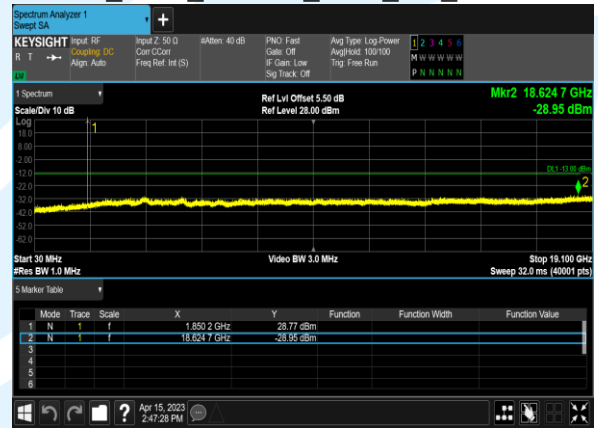 Spectrum Analyzer 1
Swept SA
+
KEYSIGHT Input: RF Input Z: 50 Ω #Atten: 40 dB PNO: Fast Avg Type: Log-Power 1 2 3 4 5 6
R T Coupling: DC Corr CCorr Gate: Off Avg|Hold: 100/100 M W W W W W
Align: Auto Freq Ref: Int (S) IF Gain: Low Trig: Free Run
Sig Track: Off P N N N N N
1 Spectrum Ref Lvl Offset 5.50 dB Mkr2 18.624 7 GHz
Scale/Div 10 dB Ref Level 28.00 dBm -28.95 dBm
Log
18.0
8.00
-2.00
-12.0
-22.0
-32.0
-42.0
-52.0
-62.0
1
DL1 -13.00 dBm
2
Start 30 MHz Video BW 3.0 MHz Stop 19.100 GHz
#Res BW 1.0 MHz Sweep 32.0 ms (40001 pts)
5 Marker Table
Mode Trace Scale X Y Function Function Width Function Value
1 N 1 f 1.850 2 GHz 28.77 dBm
2 N 1 f 18.624 7 GHz -28.95 dBm
3
4
5
6
? Apr 15, 2023
2:47:28 PM